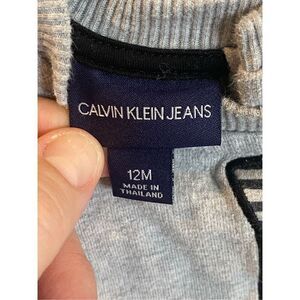 CALVIN KLEIN JEANS
12M
MADE IN
THAILAND